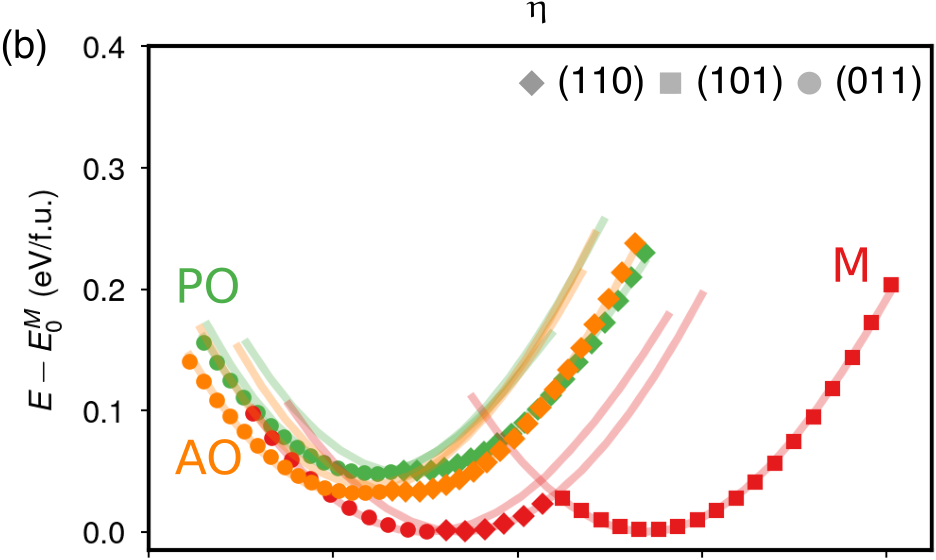 η
(b)
0.4
(110) (101) (011)
0.3
E − E₀ᴹ (eV/f.u.)
PO
M
0.2
0.1
AO
0.0